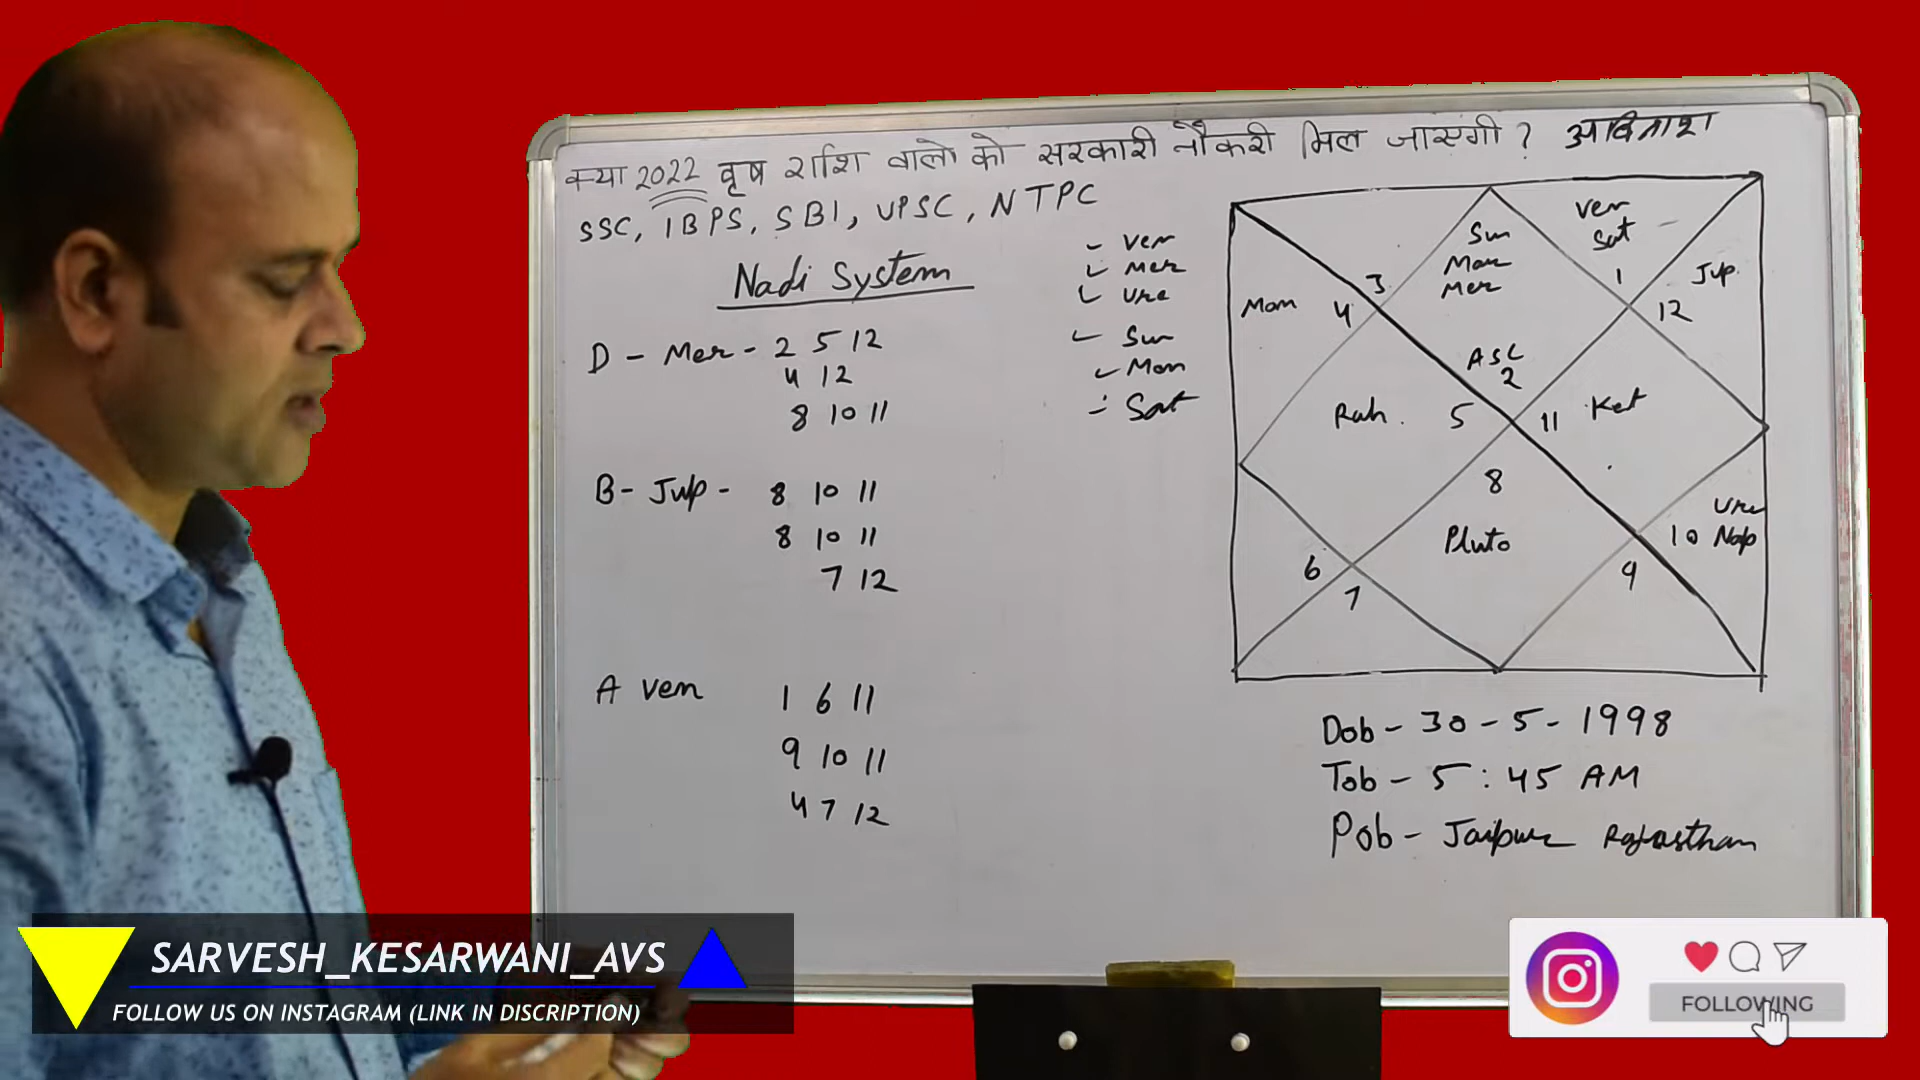 क्या 2022 वृष राशि वालो को सरकारी नौकरी मिल जाएगी ? अविनाश
SSC, IBPS, SBI, UPSC, NTPC
Nadi System
D - Mer - 2 5 12
4 12
8 10 11
B - Jup - 8 10 11
8 10 11
7 12
A Ven 1 6 11
9 10 11
4 7 12
- Ven
- Mer
- Ura
- Sun
- Mon
- Sat
Ven
Sat
1
Sun
Mar
Mer
3
Mon
4
Jup.
12
ASC
2
Rah.
5
11
Ket
8
Pluto
Ura
10 Nep
6
7
9
Dob - 30 - 5 - 1998
Tob - 5 : 45 AM
Pob - Jaipur Rajasthan
SARVESH_KESARWANI_AVS
FOLLOW US ON INSTAGRAM (LINK IN DISCRIPTION)
FOLLOWING